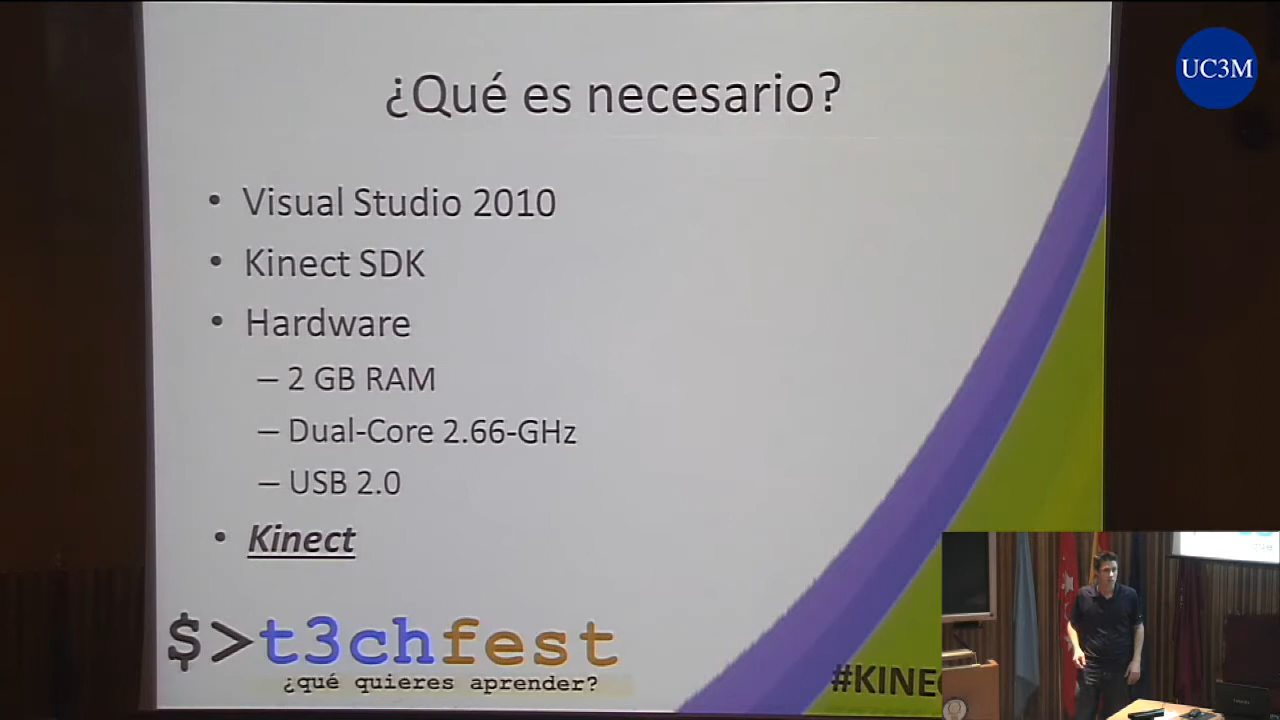 ¿Qué es necesario?
UC3M
• Visual Studio 2010
• Kinect SDK
• Hardware
– 2 GB RAM
– Dual-Core 2.66-GHz
– USB 2.0
• Kinect
$>t3chfest
¿qué quieres aprender?
#KINE